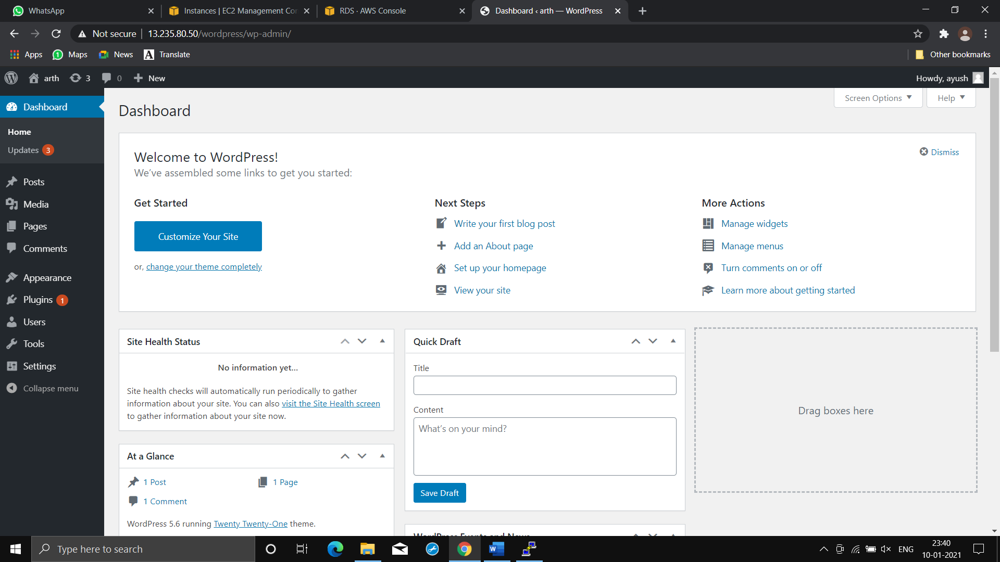 WhatsApp
Instances | EC2 Management Con
RDS · AWS Console
Dashboard ‹ arth — WordPress
Not secure
13.235.80.50/wordpress/wp-admin/
Apps
1
Maps
News
A
Translate
Other bookmarks
arth
3
0
New
Howdy, ayush
Dashboard
Home
Updates 3
Posts
Media
Pages
Comments
Appearance
Plugins 1
Users
Tools
Settings
Collapse menu
Screen Options
Help
Dashboard
Welcome to WordPress!
We’ve assembled some links to get you started:
Dismiss
Get Started
Customize Your Site
or, change your theme completely
Next Steps
Write your first blog post
Add an About page
Set up your homepage
View your site
More Actions
Manage widgets
Manage menus
Turn comments on or off
Learn more about getting started
Site Health Status
No information yet…
Site health checks will automatically run periodically to gather
information about your site. You can also visit the Site Health screen
to gather information about your site now.
At a Glance
1 Post
1 Page
1 Comment
WordPress 5.6 running Twenty Twenty-One theme.
Quick Draft
Title
Content
What’s on your mind?
Save Draft
WordPress Events and News
Drag boxes here
Type here to search
W
ENG
23:40
10-01-2021